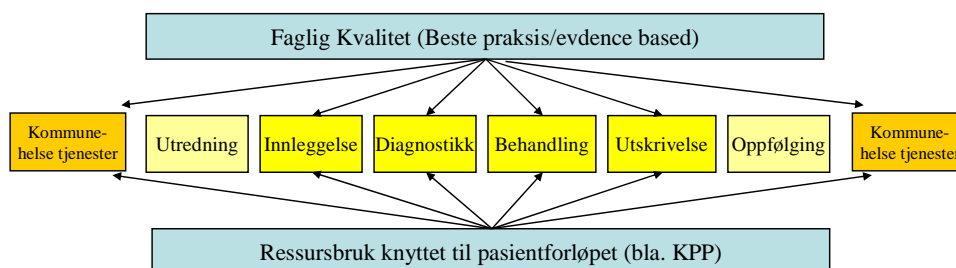 Faglig Kvalitet (Beste praksis/evdence based)
Kommune-
helse tjenester
Utredning
Innleggelse
Diagnostikk
Behandling
Utskrivelse
Oppfølging
Kommune-
helse tjenester
Ressursbruk knyttet til pasientforløpet (bla. KPP)